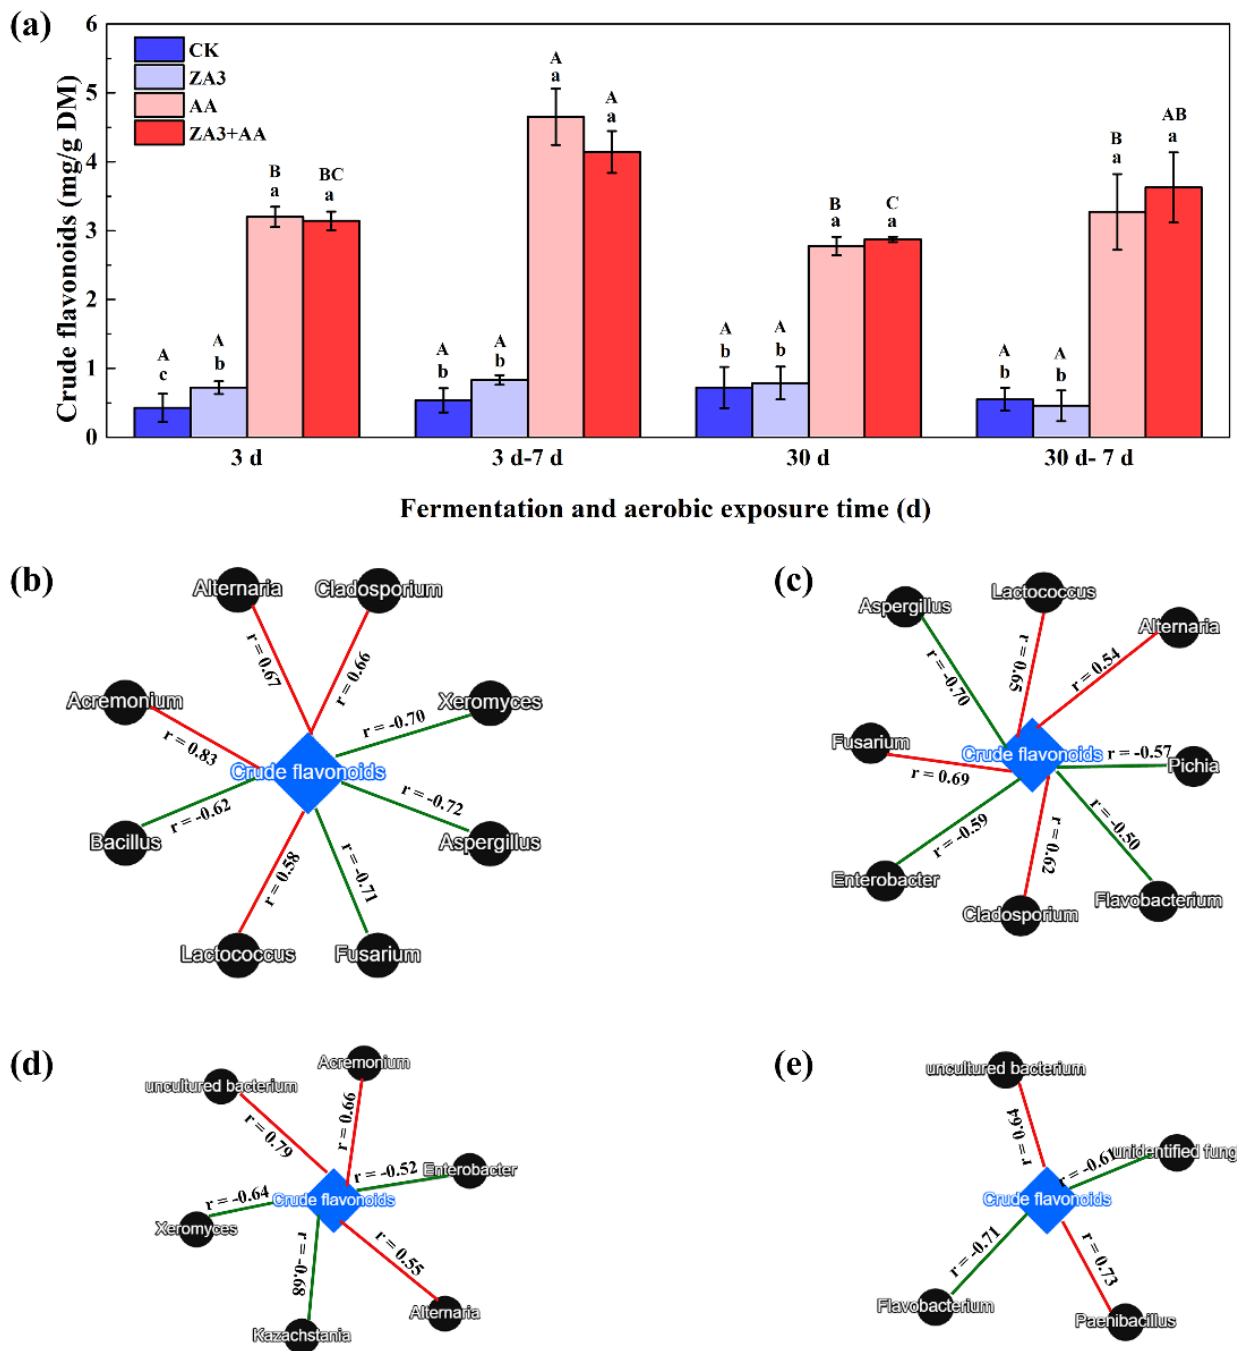 (a)
Crude flavonoids (mg/g DM)
6
5
4
3
2
1
0
CK
ZA3
AA
ZA3+AA
A
c
A
b
B
a
BC
a
A
b
A
b
A
a
A
a
A
b
A
b
B
a
C
a
A
b
A
b
B
a
AB
a
3 d
3 d-7 d
30 d
30 d- 7 d
Fermentation and aerobic exposure time (d)
(b)
Alternaria
Cladosporium
r = 0.67
r = 0.66
Acremonium
Xeromyces
r = 0.83
r = -0.70
Crude flavonoids
r = -0.62
r = -0.72
Bacillus
Aspergillus
r = 0.58
r = -0.71
Lactococcus
Fusarium
(c)
Aspergillus
Lactococcus
Alternaria
r = -0.70
r = 0.65
r = 0.54
Fusarium
Crude flavonoids
r = -0.57
Pichia
r = 0.69
r = -0.59
r = 0.62
r = -0.50
Enterobacter
Cladosporium
Flavobacterium
(d)
Acremonium
uncultured bacterium
r = 0.79
r = 0.66
r = -0.52
Enterobacter
r = -0.64
Crude flavonoids
Xeromyces
r = -0.68
r = 0.55
Alternaria
Kazachstania
(e)
uncultured bacterium
r = 0.64
unidentified fung
r = -0.61
Crude flavonoids
r = -0.71
r = 0.73
Flavobacterium
Paenibacillus